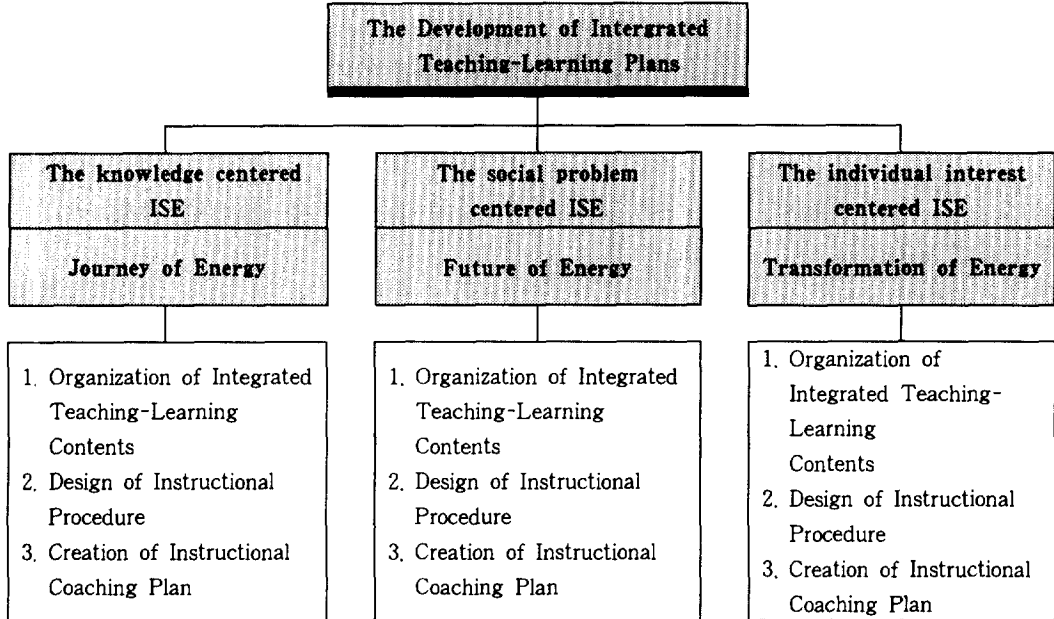 The Development of Intergrated
Teaching-Learning Plans
The knowledge centered
ISE
Journey of Energy
1. Organization of Integrated
Teaching-Learning
Contents
2. Design of Instructional
Procedure
3. Creation of Instructional
Coaching Plan
The social problem
centered ISE
Future of Energy
1. Organization of Integrated
Teaching-Learning
Contents
2. Design of Instructional
Procedure
3. Creation of Instructional
Coaching Plan
The individual interest
centered ISE
Transformation of Energy
1. Organization of
Integrated Teaching-
Learning
Contents
2. Design of Instructional
Procedure
3. Creation of Instructional
Coaching Plan